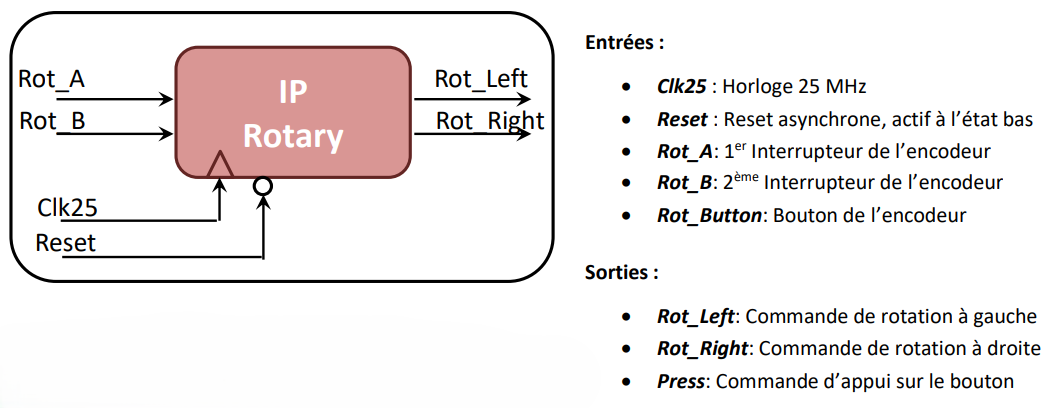 Rot_A
Rot_B
IP
Rotary
Rot_Left
Rot_Right
Clk25
Reset
Entrées :
• Clk25 : Horloge 25 MHz
• Reset : Reset asynchrone, actif à l'état bas
• Rot_A: 1er Interrupteur de l'encodeur
• Rot_B: 2ème Interrupteur de l'encodeur
• Rot_Button: Bouton de l'encodeur
Sorties :
• Rot_Left: Commande de rotation à gauche
• Rot_Right: Commande de rotation à droite
• Press: Commande d'appui sur le bouton